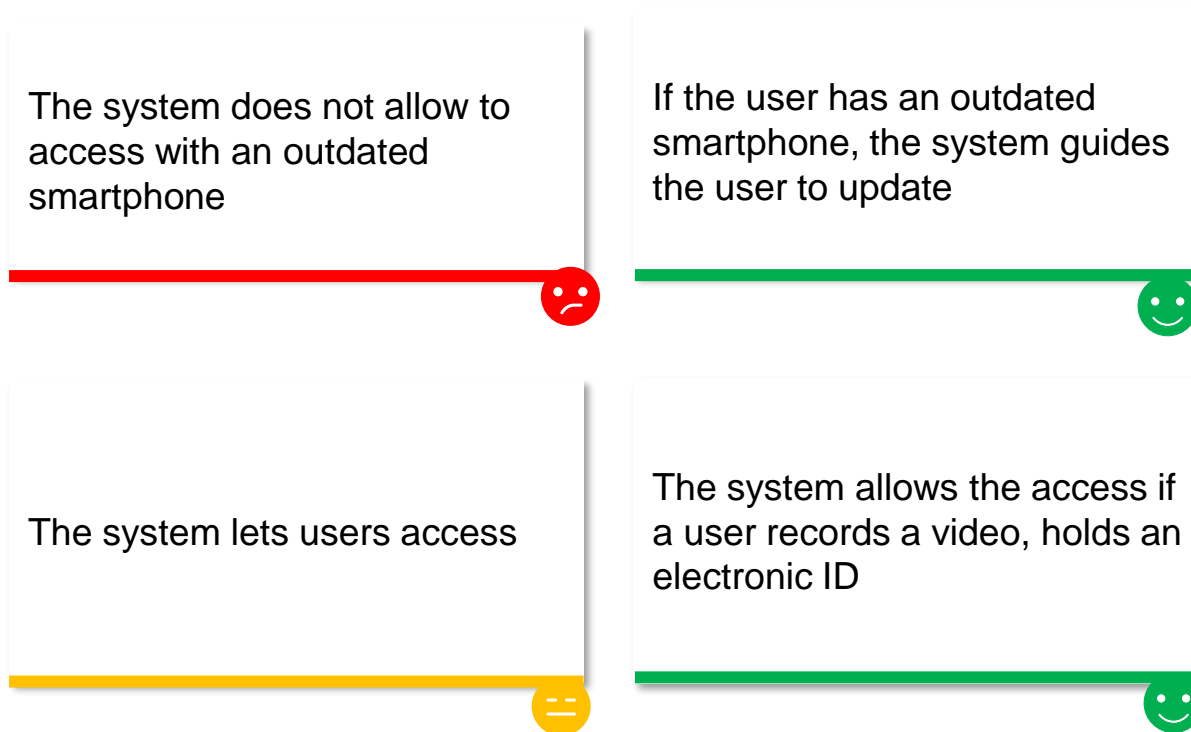 The system does not allow to
access with an outdated
smartphone
If the user has an outdated
smartphone, the system guides
the user to update
The system lets users access
The system allows the access if
a user records a video, holds an
electronic ID